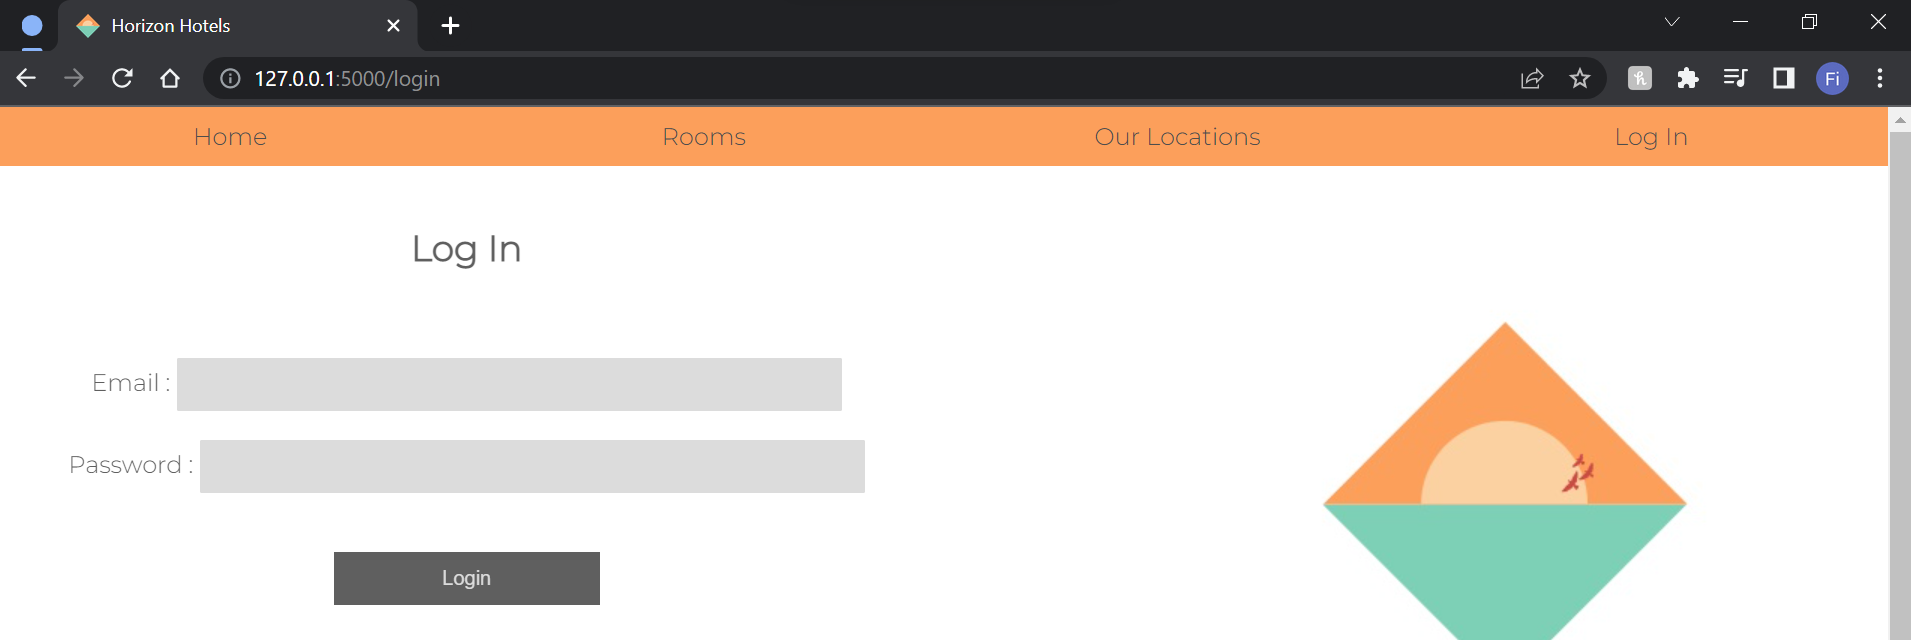 Horizon Hotels
127.0.0.1:5000/login
Fi
Home Rooms Our Locations Log In
Log In
Email :
Password :
Login